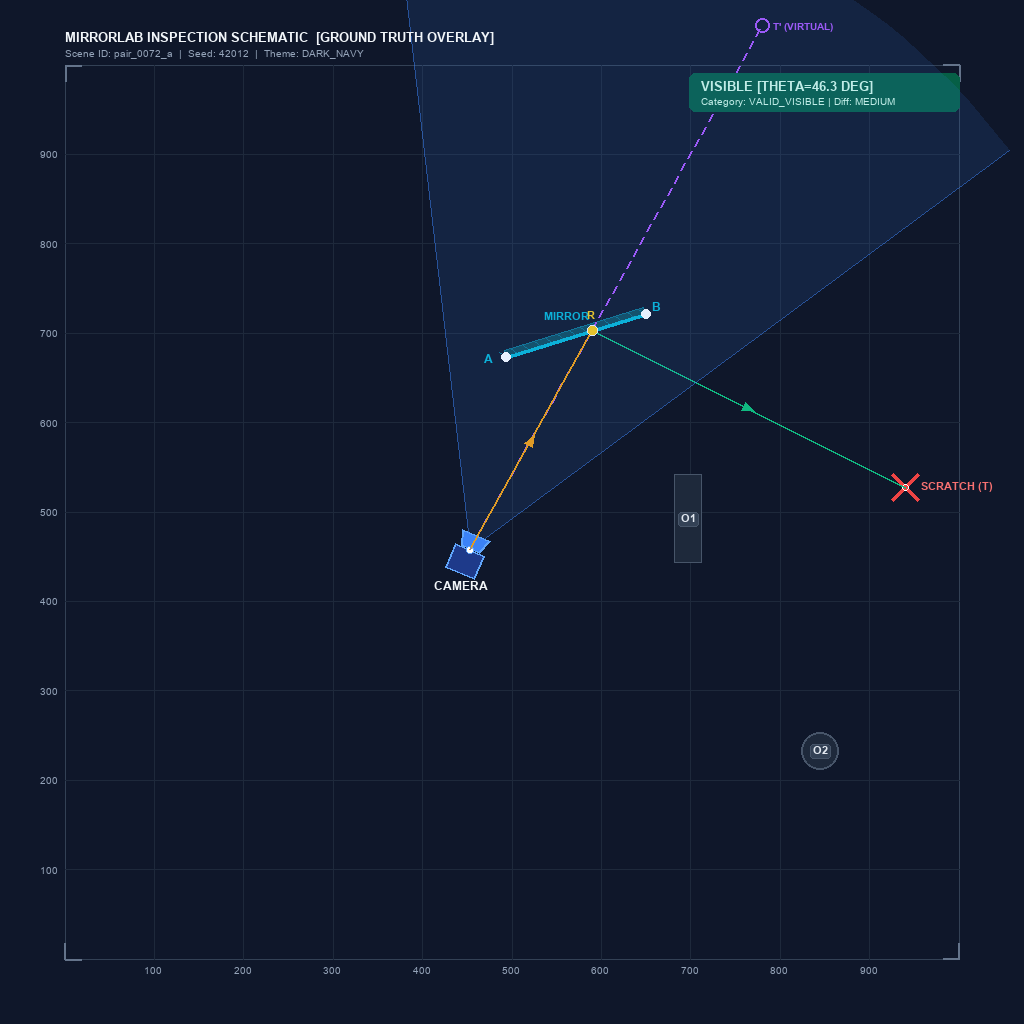 MIRRORLAB INSPECTION SCHEMATIC  [GROUND TRUTH OVERLAY]
Scene ID: pair_0072_a  |  Seed: 42012  |  Theme: DARK_NAVY
T' (VIRTUAL)
VISIBLE [THETA=46.3 DEG]
Category: VALID_VISIBLE | Diff: MEDIUM
900
800
700
600
500
400
300
200
100
MIRROR
R
B
A
SCRATCH (T)
O1
CAMERA
O2
100
200
300
400
500
600
700
800
900